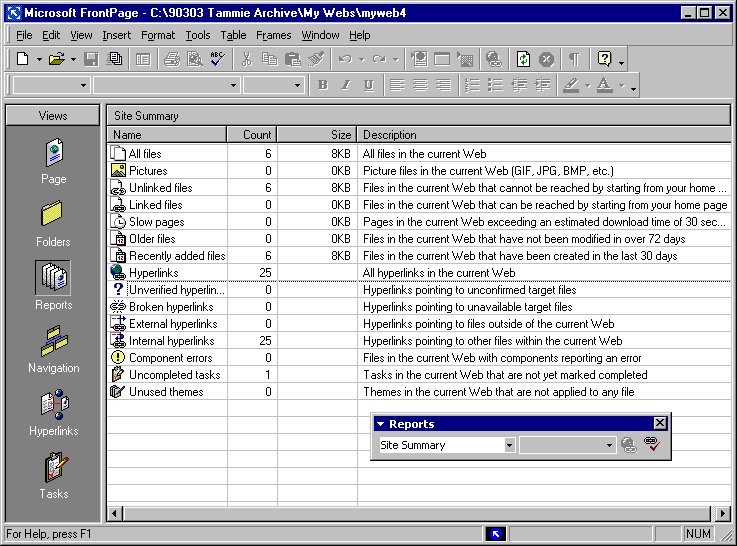 Microsoft FrontPage - C:\90303 Tammie Archive\My Webs\myweb4
File Edit View Insert Format Tools Table Frames Window Help
ABC
B I U A
Views
Page
Folders
Reports
Navigation
Hyperlinks
Tasks
Site Summary
Name Count Size Description
All files 6 8KB All files in the current Web
Pictures 0 0KB Picture files in the current Web (GIF, JPG, BMP, etc.)
Unlinked files 6 8KB Files in the current Web that cannot be reached by starting from your home ...
Linked files 0 0KB Files in the current Web that can be reached by starting from your home page
Slow pages 0 0KB Pages in the current Web exceeding an estimated download time of 30 sec...
Older files 0 0KB Files in the current Web that have not been modified in over 72 days
Recently added files 6 8KB Files in the current Web that have been created in the last 30 days
Hyperlinks 25 All hyperlinks in the current Web
Unverified hyperlin... 0 Hyperlinks pointing to unconfirmed target files
Broken hyperlinks 0 Hyperlinks pointing to unavailable target files
External hyperlinks 0 Hyperlinks pointing to files outside of the current Web
Internal hyperlinks 25 Hyperlinks pointing to other files within the current Web
Component errors 0 Files in the current Web with components reporting an error
Uncompleted tasks 1 Tasks in the current Web that are not yet marked completed
Unused themes 0 Themes in the current Web that are not applied to any file
Reports
Site Summary
For Help, press F1
NUM